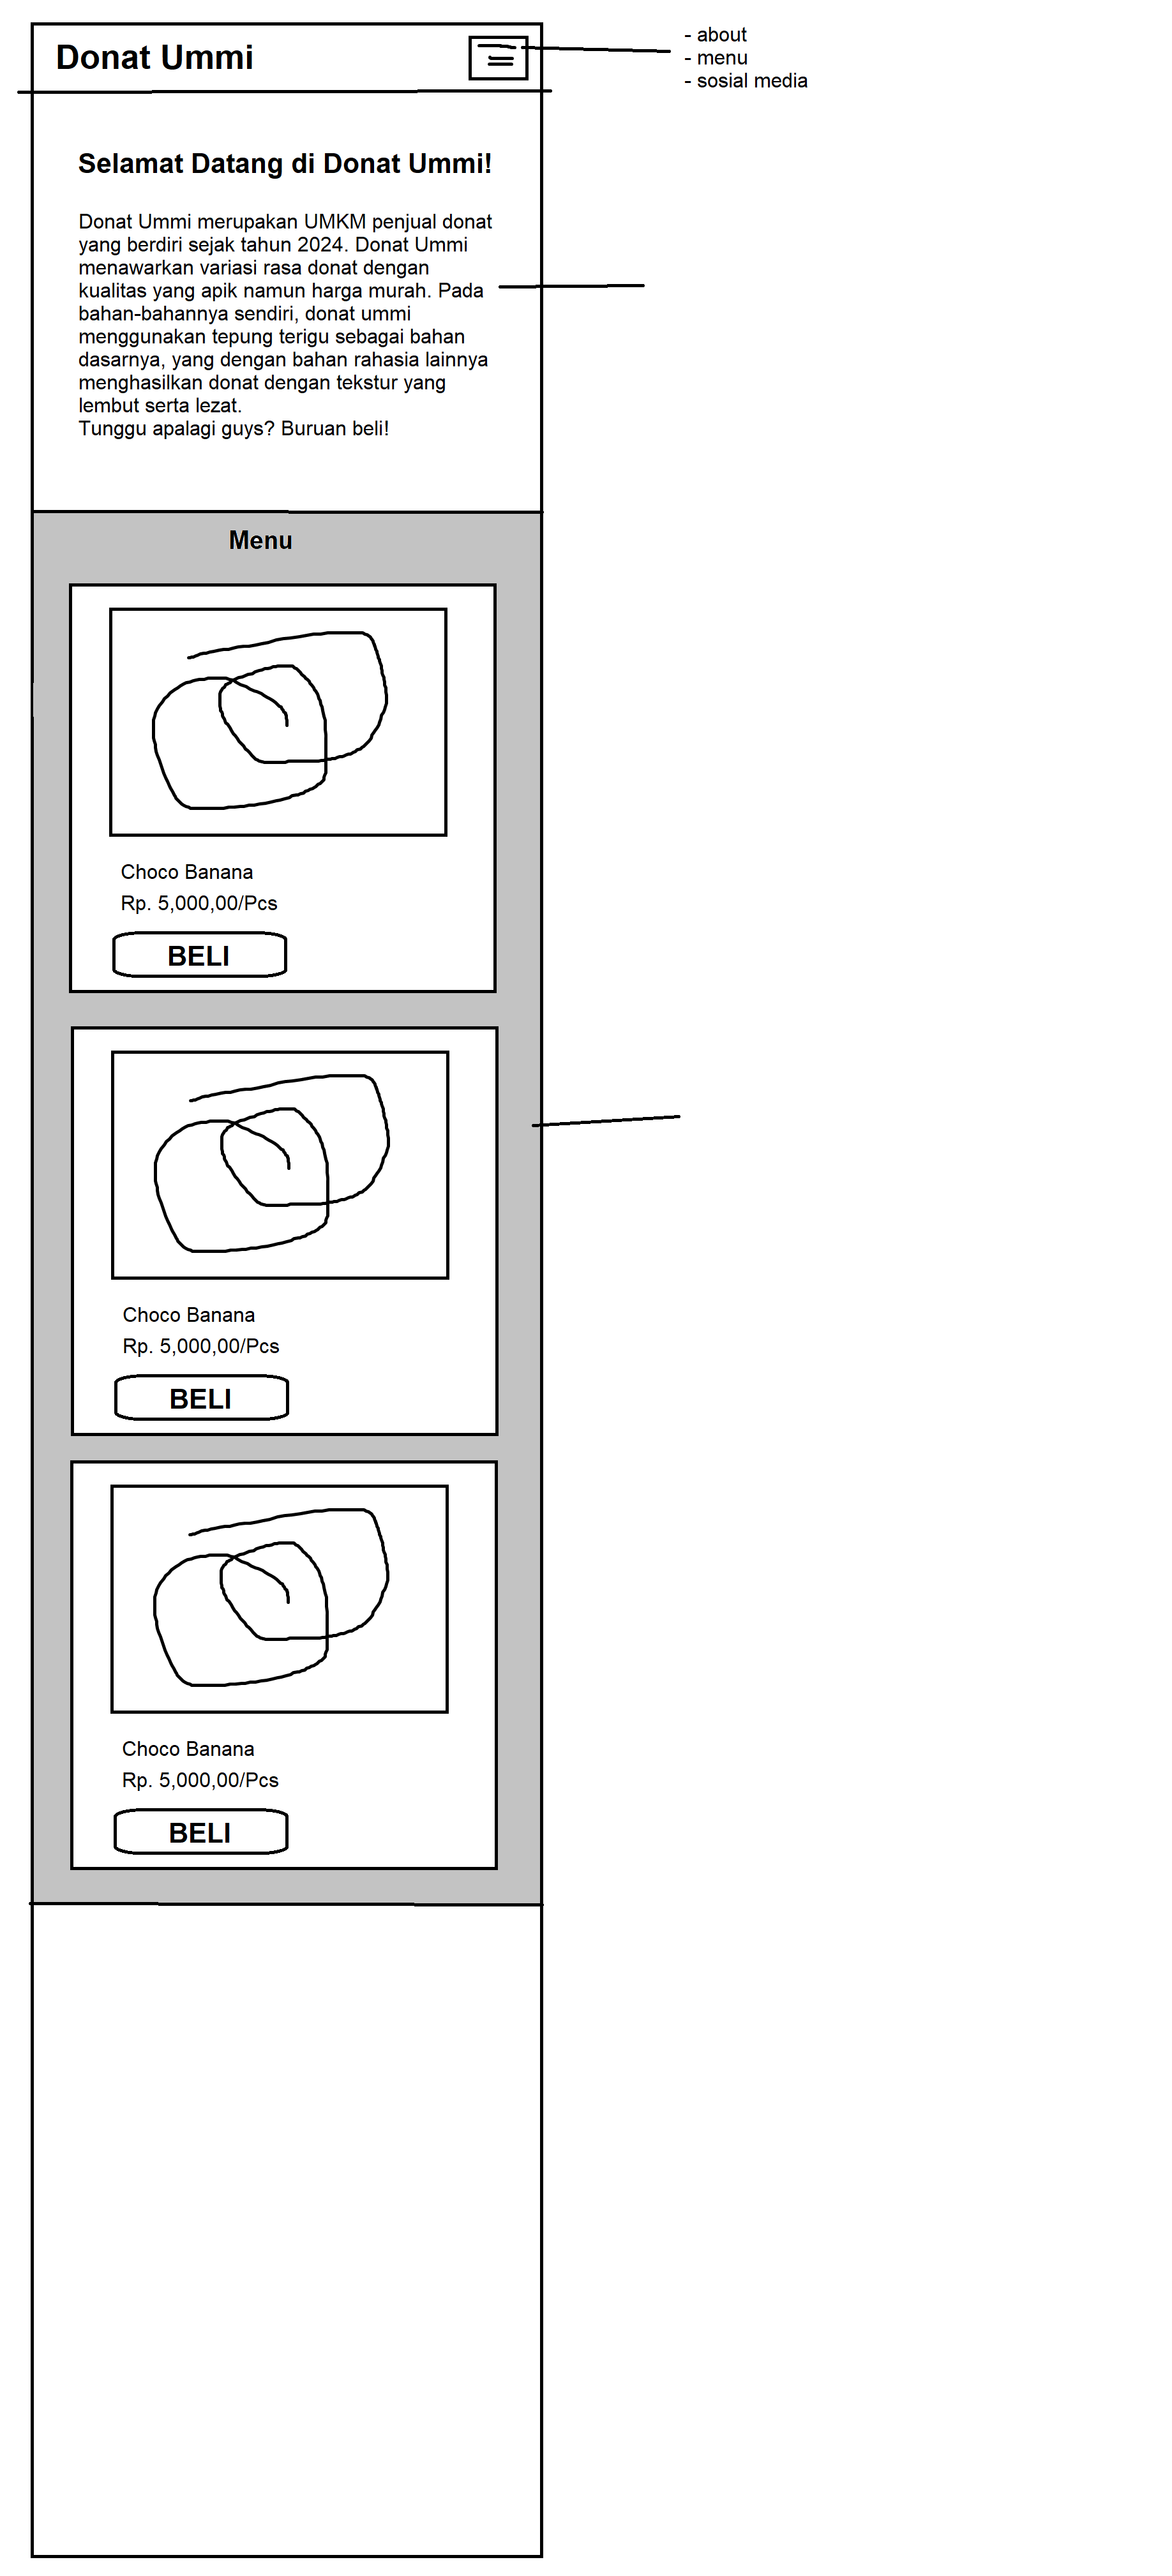 Donat Ummi
- about
- menu
- sosial media
Selamat Datang di Donat Ummi!
Donat Ummi merupakan UMKM penjual donat
yang berdiri sejak tahun 2024. Donat Ummi
menawarkan variasi rasa donat dengan
kualitas yang apik namun harga murah. Pada
bahan-bahannya sendiri, donat ummi
menggunakan tepung terigu sebagai bahan
dasarnya, yang dengan bahan rahasia lainnya
menghasilkan donat dengan tekstur yang
lembut serta lezat.
Tunggu apalagi guys? Buruan beli!
Menu
Choco Banana
Rp. 5,000,00/Pcs
BELI
Choco Banana
Rp. 5,000,00/Pcs
BELI
Choco Banana
Rp. 5,000,00/Pcs
BELI